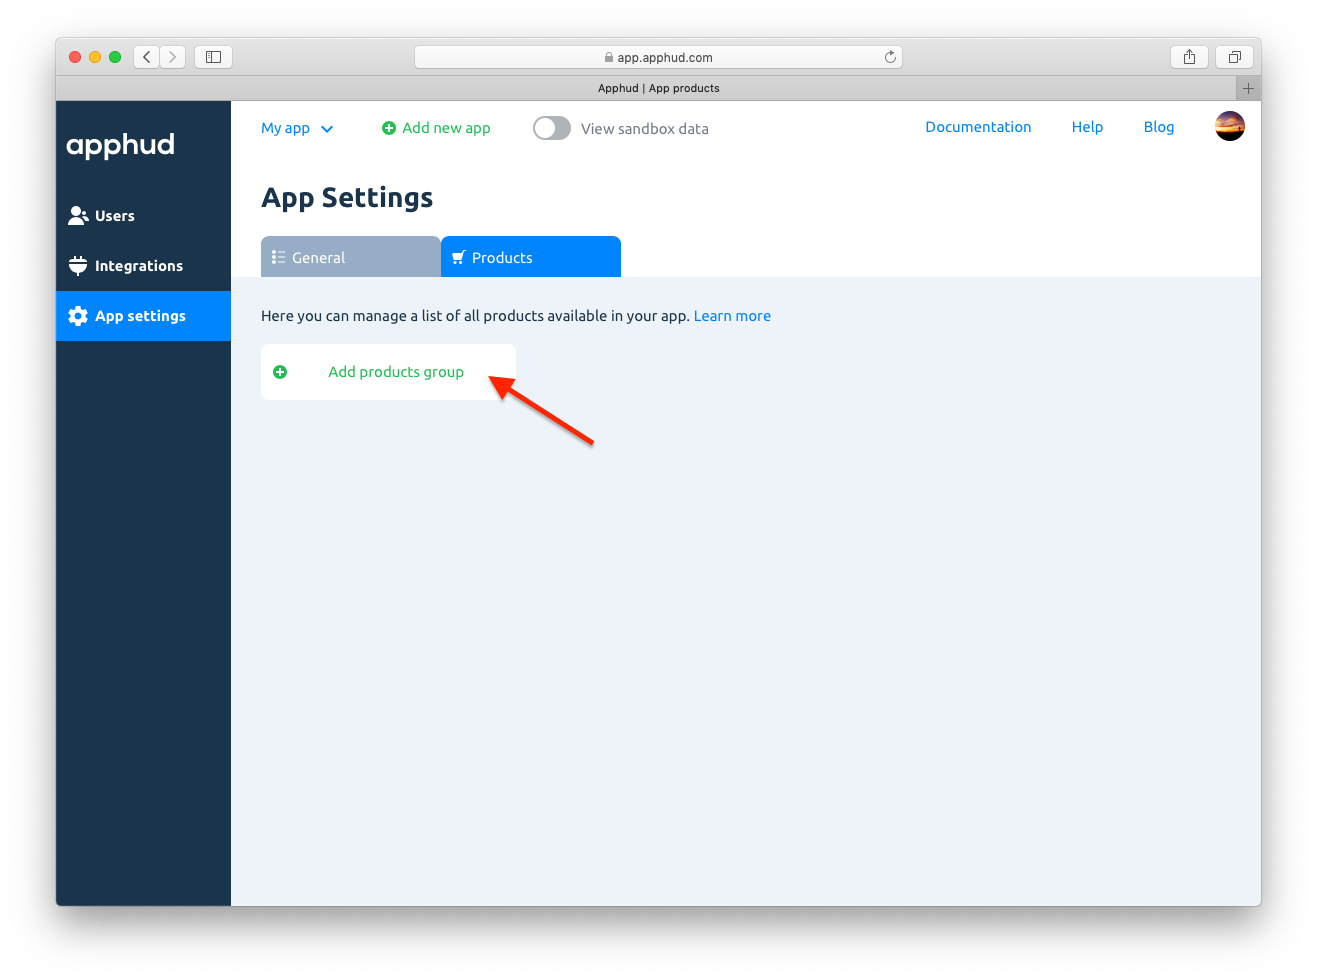 app.apphud.com
Apphud | App products
apphud
My app
Add new app
View sandbox data
Documentation
Help
Blog
Users
Integrations
App settings
App Settings
General
Products
Here you can manage a list of all products available in your app. Learn more
Add products group